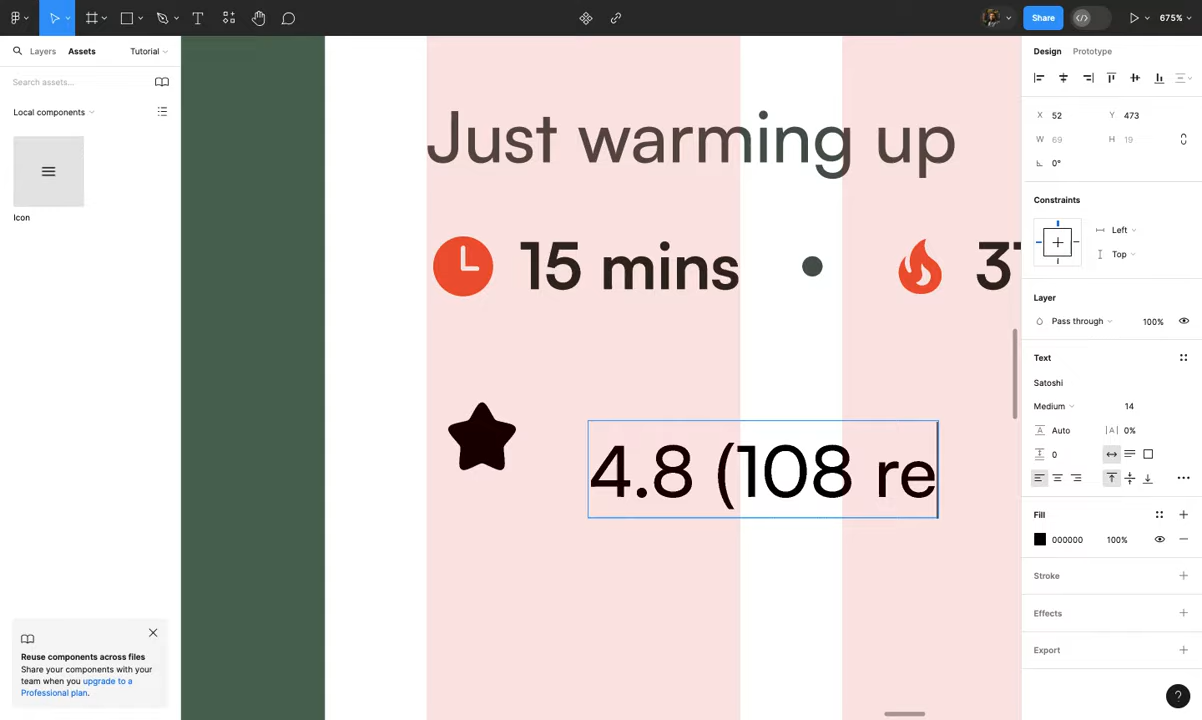 Share
675%
Layers
Assets
Tutorial
Search assets...
Local components
Icon
Reuse components across files
Share your components with your
team when you upgrade to a
Professional plan.
Just warming up
15 mins
4.8 (108 re
Design
Prototype
X 52
Y 473
W 69
H 19
0°
Constraints
Left
Top
Layer
Pass through
100%
Text
Satoshi
Medium
14
A Auto
|A| 0%
0
Fill
000000
100%
Stroke
Effects
Export
?